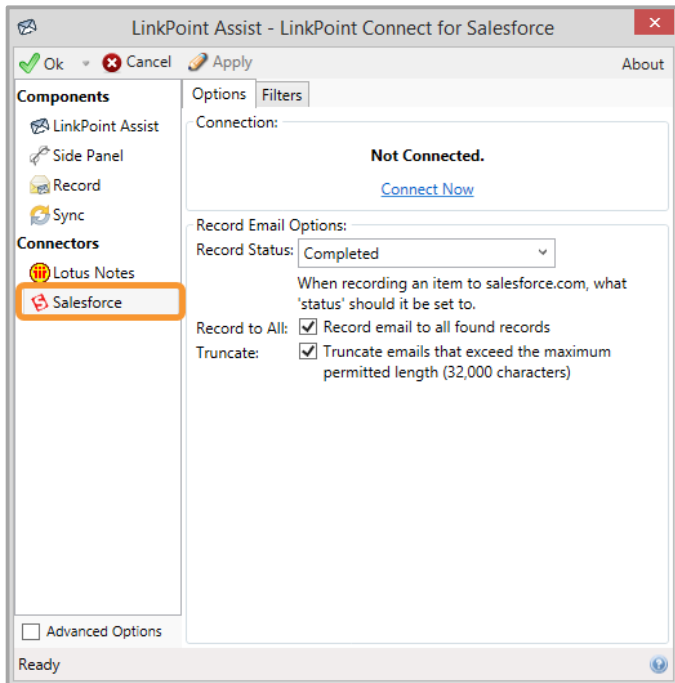 LinkPoint Assist - LinkPoint Connect for Salesforce
Ok Cancel Apply About
Components
LinkPoint Assist
Side Panel
Record
Sync
Connectors
Lotus Notes
Salesforce
Advanced Options
Options Filters
Connection:
Not Connected.
Connect Now
Record Email Options:
Record Status: Completed
When recording an item to salesforce.com, what
'status' should it be set to.
Record to All: Record email to all found records
Truncate: Truncate emails that exceed the maximum
permitted length (32,000 characters)
Ready